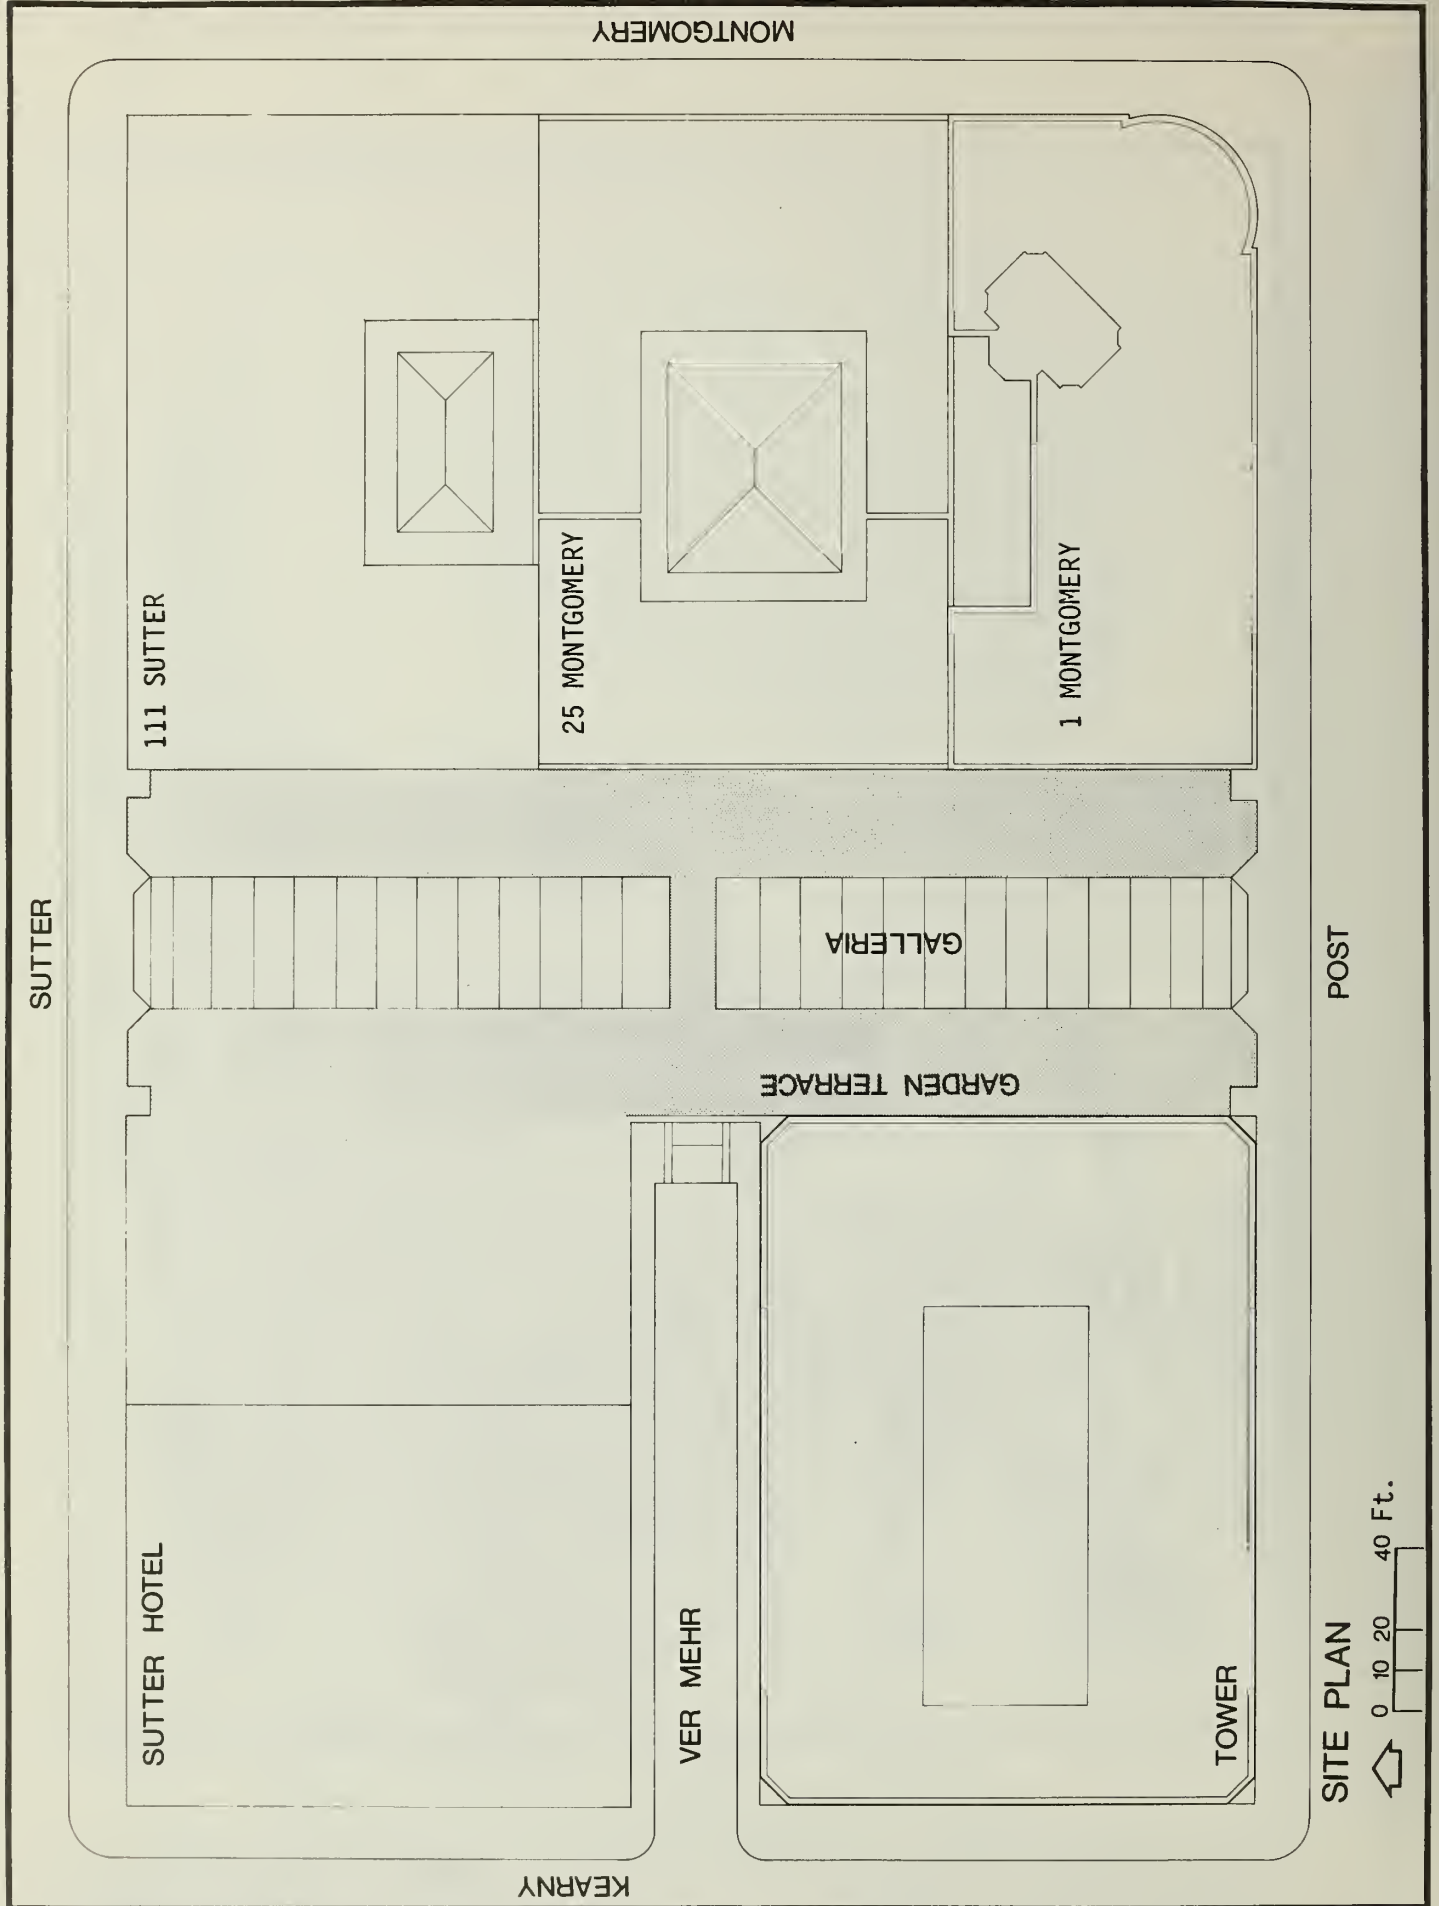 SUTTER
SUTTER HOTEL
111 SUTTER
KEARNY
VER MEHR
25 MONTGOMERY
MONTGOMERY
GARDEN TERRACE
GALLERIA
1 MONTGOMERY
TOWER
POST
SITE PLAN
0 10 20 40 Ft.